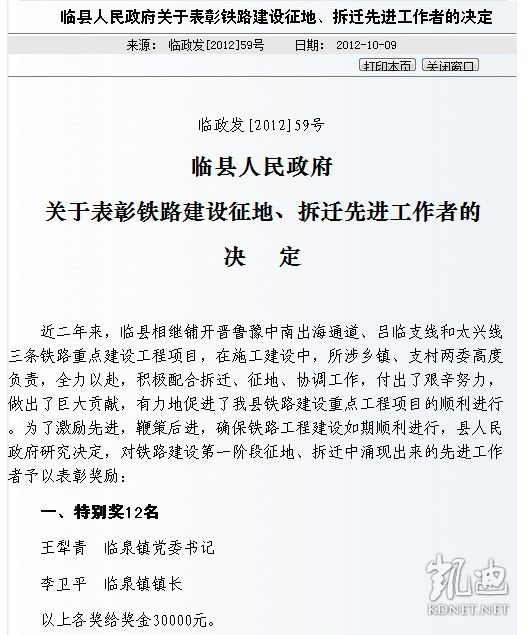 临县人民政府关于表彰铁路建设征地、拆迁先进工作者的决定
来源: 临政发[2012]59号 日期: 2012-10-09
打印本页 关闭窗口
临政发[2012]59号
临县人民政府
关于表彰铁路建设征地、拆迁先进工作者的
决 定
近二年来，临县相继铺开晋鲁豫中南出海通道、吕临支线和太兴线
三条铁路重点建设工程项目，在施工建设中，所涉乡镇、支村两委高度
负责，全力以赴，积极配合拆迁、征地、协调工作，付出了艰辛努力，
做出了巨大贡献，有力地促进了我县铁路建设重点工程项目的顺利进行
。为了激励先进，鞭策后进，确保铁路工程建设如期顺利进行，县人民
政府研究决定，对铁路建设第一阶段征地、拆迁中涌现出来的先进工作
者予以表彰奖励：
一、特别奖12名
王犁青 临泉镇党委书记
李卫平 临泉镇镇长
以上各奖给奖金30000元。
凯迪
KDNET.NET